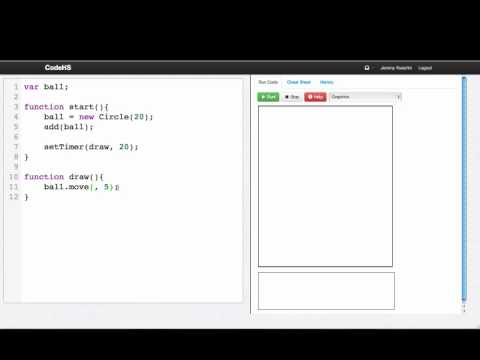 CodeHS
Jeremy Keeshin Logout
1 var ball;
2
3 function start(){
4 ball = new Circle(20);
5 add(ball);
6
7 setTimer(draw, 20);
8 }
9
10 function draw(){
11 ball.move(, 5);
12 }
Run Code Cheat Sheet History
Run Stop Help Graphics